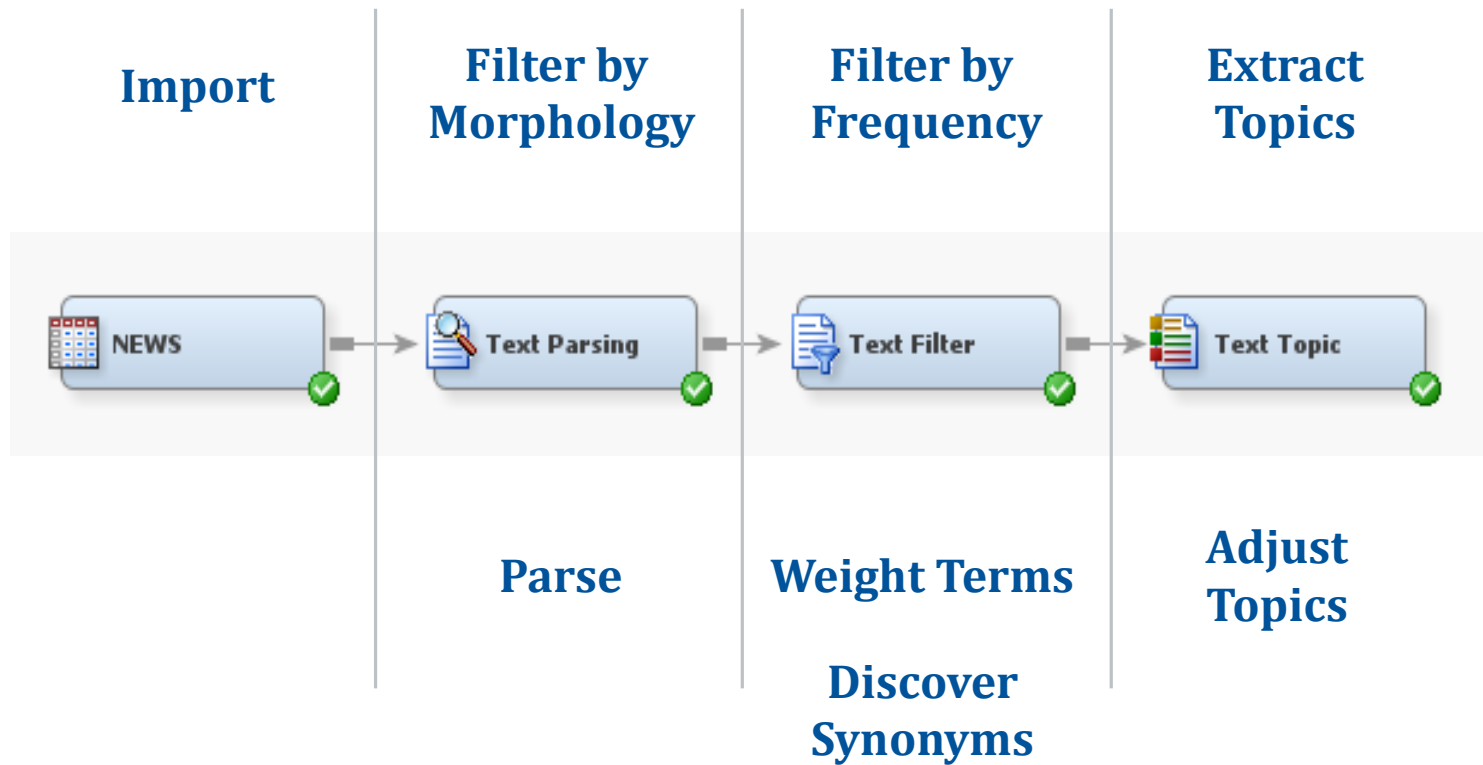 Import
Filter by
Morphology
Filter by
Frequency
Extract
Topics
NEWS
Text Parsing
Text Filter
Text Topic
Parse
Weight Terms
Adjust
Topics
Discover
Synonyms